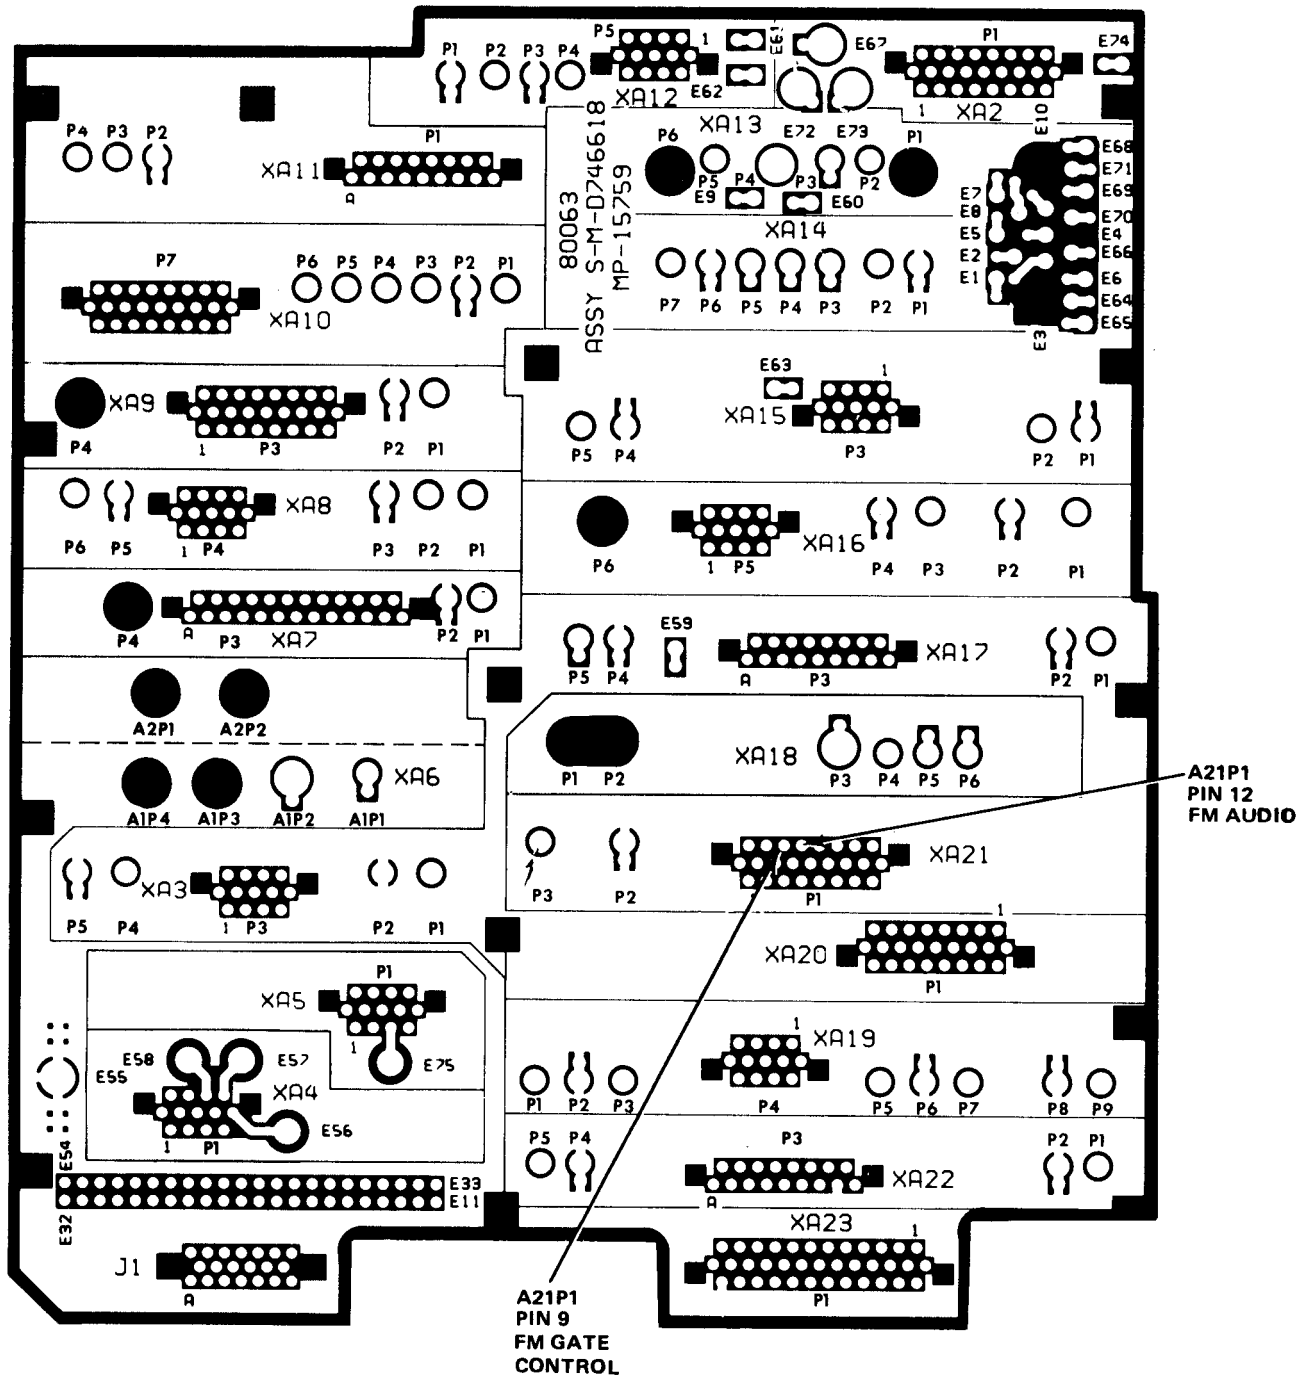 P5
1
E61
E67
P1
E74
P1 P2 P3 P4
XA12
E62
1
XA2
E10
P4 P3 P2
XA11
P1
A
80063
ASSY S-M-D746618
MP-15759
XA13
E72 E73
P6
P1
P5
P4
P3
P2
E9
E60
XA14
E68
E71
E69
E70
E4
E66
E6
E64
E65
E7
E8
E5
E2
E1
E3
P7 P6 P5 P4 P3 P2 P1
P7
P6 P5 P4 P3 P2 P1
XA10
E63
1
XA15
P5 P4
P3
P2 P1
XA9
P4
1
P3
P2 P1
XA8
P6 P5
1 P4
P3 P2 P1
XA16
P6
1 P5
P4 P3
P2
P1
P4
A
P3
XA7
P2 P1
E59
XA17
P5 P4
A
P3
P2 P1
A2P1 A2P2
XA6
A1P4 A1P3 A1P2 A1P1
XA18
P1 P2
P3 P4 P5 P6
A21P1
PIN 12
FM AUDIO
XA21
P3
P2
P1
XA3
P5 P4
1 P3
P2 P1
XA20
1
P1
XA5
P1
1
E75
E58
E57
E55
XA4
E56
1
P1
E54
E33
E11
E32
1
XA19
P1 P2 P3
P4
P5 P6 P7
P8 P9
P5 P4
P3
P2 P1
XA22
A
XA23
1
P1
J1
A
A21P1
PIN 9
FM GATE
CONTROL